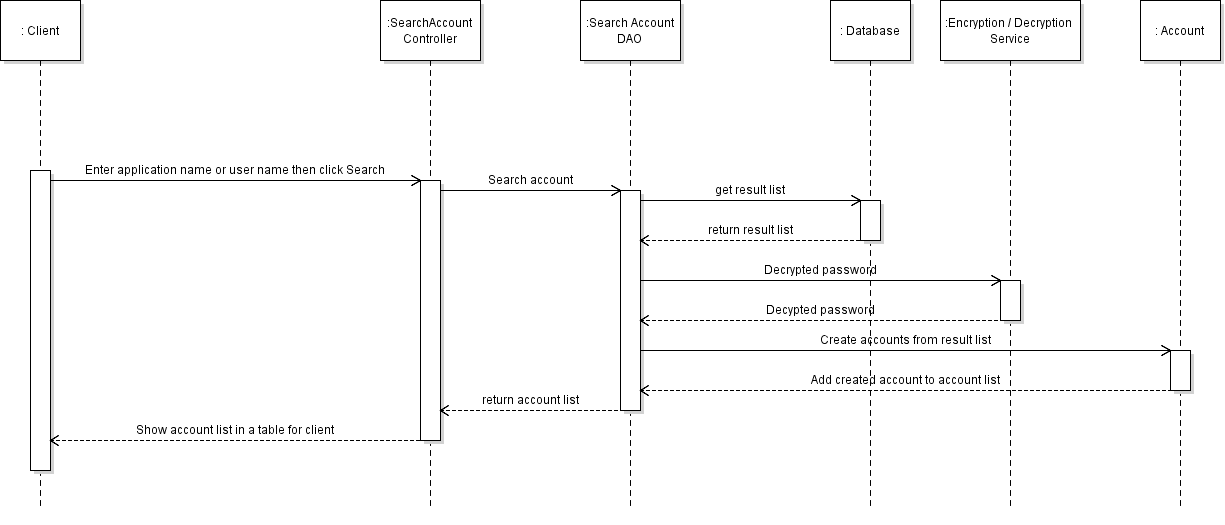 : Client
:SearchAccount
Controller
:Search Account
DAO
: Database
:Encryption / Decryption
Service
: Account
Enter application name or user name then click Search
Search account
get result list
return result list
Decrypted password
Decypted password
Create accounts from result list
Add created account to account list
return account list
Show account list in a table for client